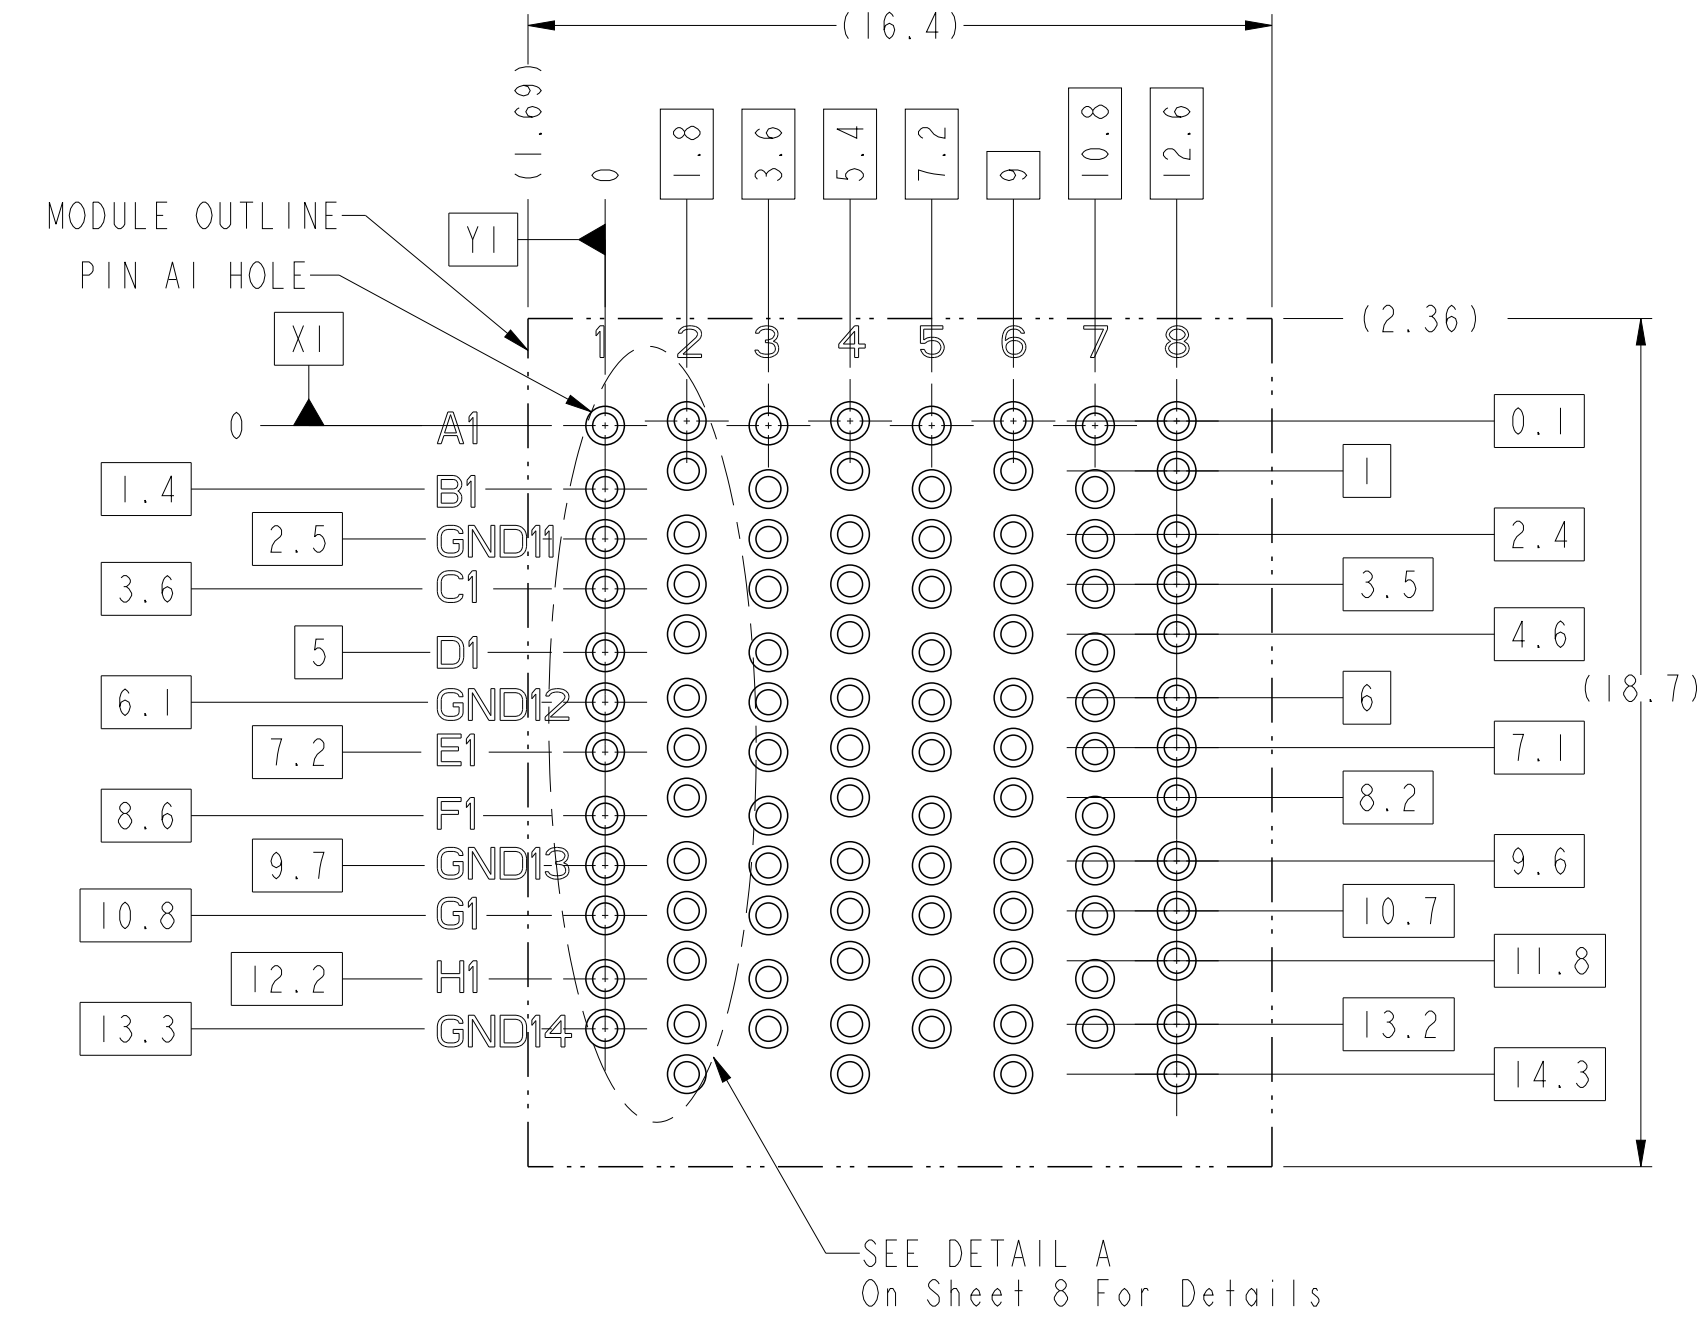 (16.4)
(1.69)
0
1.8
3.6
5.4
7.2
9
10.8
12.6
MODULE OUTLINE
Y1
PIN A1 HOLE
X1
(2.36)
1 2 3 4 5 6 7 8
0 A1 0.1
1
1.4 B1
2.5 GND11 2.4
3.6 C1 3.5
4.6
5 D1
6.1 GND12 6
(18.7)
7.2 E1 7.1
8.2
8.6 F1
9.7 GND13 9.6
10.8 G1 10.7
11.8
12.2 H1
13.3 GND14 13.2
14.3
SEE DETAIL A
On Sheet 8 For Details